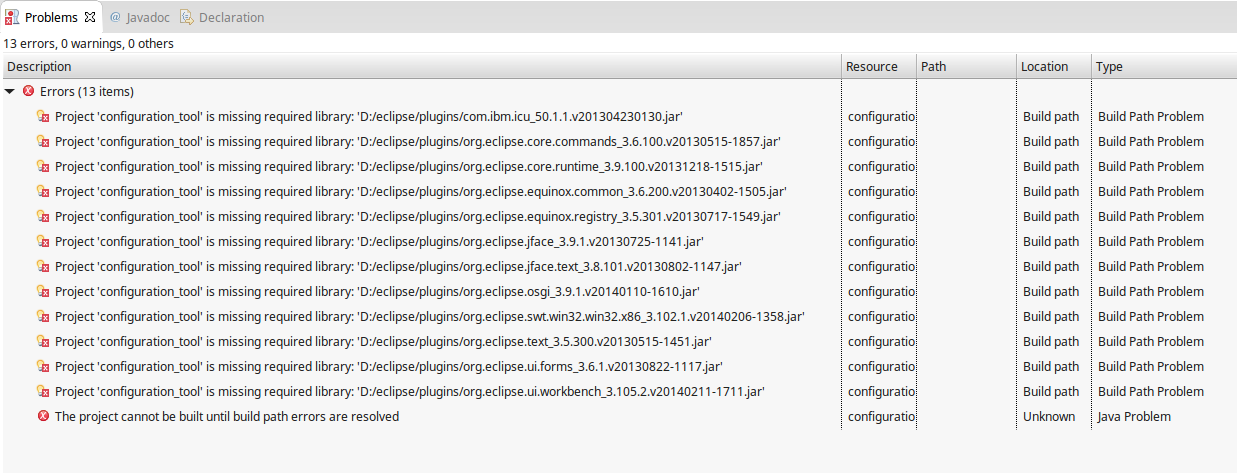 Problems @ Javadoc Declaration
13 errors, 0 warnings, 0 others
Description Resource Path Location Type
Errors (13 items)
Project 'configuration_tool' is missing required library: 'D:/eclipse/plugins/com.ibm.icu_50.1.1.v201304230130.jar' configuratio Build path Build Path Problem
Project 'configuration_tool' is missing required library: 'D:/eclipse/plugins/org.eclipse.core.commands_3.6.100.v20130515-1857.jar' configuratio Build path Build Path Problem
Project 'configuration_tool' is missing required library: 'D:/eclipse/plugins/org.eclipse.core.runtime_3.9.100.v20131218-1515.jar' configuratio Build path Build Path Problem
Project 'configuration_tool' is missing required library: 'D:/eclipse/plugins/org.eclipse.equinox.common_3.6.200.v20130402-1505.jar' configuratio Build path Build Path Problem
Project 'configuration_tool' is missing required library: 'D:/eclipse/plugins/org.eclipse.equinox.registry_3.5.301.v20130717-1549.jar' configuratio Build path Build Path Problem
Project 'configuration_tool' is missing required library: 'D:/eclipse/plugins/org.eclipse.jface_3.9.1.v20130725-1141.jar' configuratio Build path Build Path Problem
Project 'configuration_tool' is missing required library: 'D:/eclipse/plugins/org.eclipse.jface.text_3.8.101.v20130802-1147.jar' configuratio Build path Build Path Problem
Project 'configuration_tool' is missing required library: 'D:/eclipse/plugins/org.eclipse.osgi_3.9.1.v20140110-1610.jar' configuratio Build path Build Path Problem
Project 'configuration_tool' is missing required library: 'D:/eclipse/plugins/org.eclipse.swt.win32.win32.x86_3.102.1.v20140206-1358.jar' configuratio Build path Build Path Problem
Project 'configuration_tool' is missing required library: 'D:/eclipse/plugins/org.eclipse.text_3.5.300.v20130515-1451.jar' configuratio Build path Build Path Problem
Project 'configuration_tool' is missing required library: 'D:/eclipse/plugins/org.eclipse.ui.forms_3.6.1.v20130822-1117.jar' configuratio Build path Build Path Problem
Project 'configuration_tool' is missing required library: 'D:/eclipse/plugins/org.eclipse.ui.workbench_3.105.2.v20140211-1711.jar' configuratio Build path Build Path Problem
The project cannot be built until build path errors are resolved configuratio Unknown Java Problem